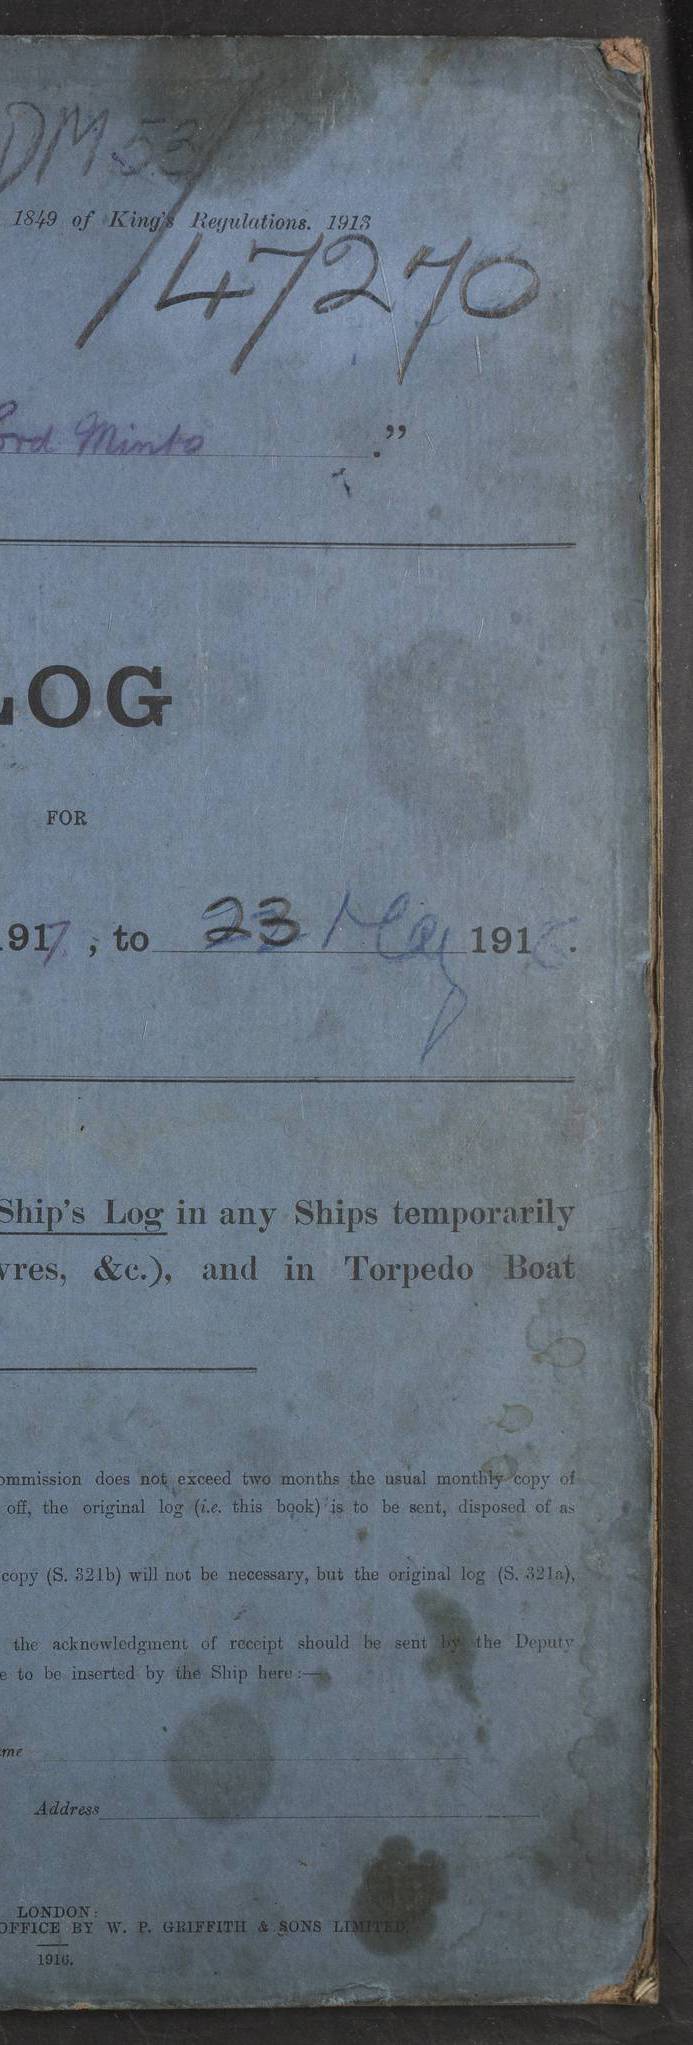 DM 53/
1849 of King's Regulations. 1913
147270
ord Minto ."
LOG
FOR
1917, to 23 May 191 .
Ship's Log in any Ships temporarily
vres, &c.), and in Torpedo Boat
ommission does not exceed two months the usual monthly copy of
off, the original log (i.e. this book) is to be sent, disposed of as
copy (S. 321b) will not be necessary, but the original log (S. 321a),
the acknowledgment of receipt should be sent by the Deputy
e to be inserted by the Ship here:—
me
Address
LONDON:
OFFICE BY W. P. GRIFFITH & SONS LIMITED.
1916.